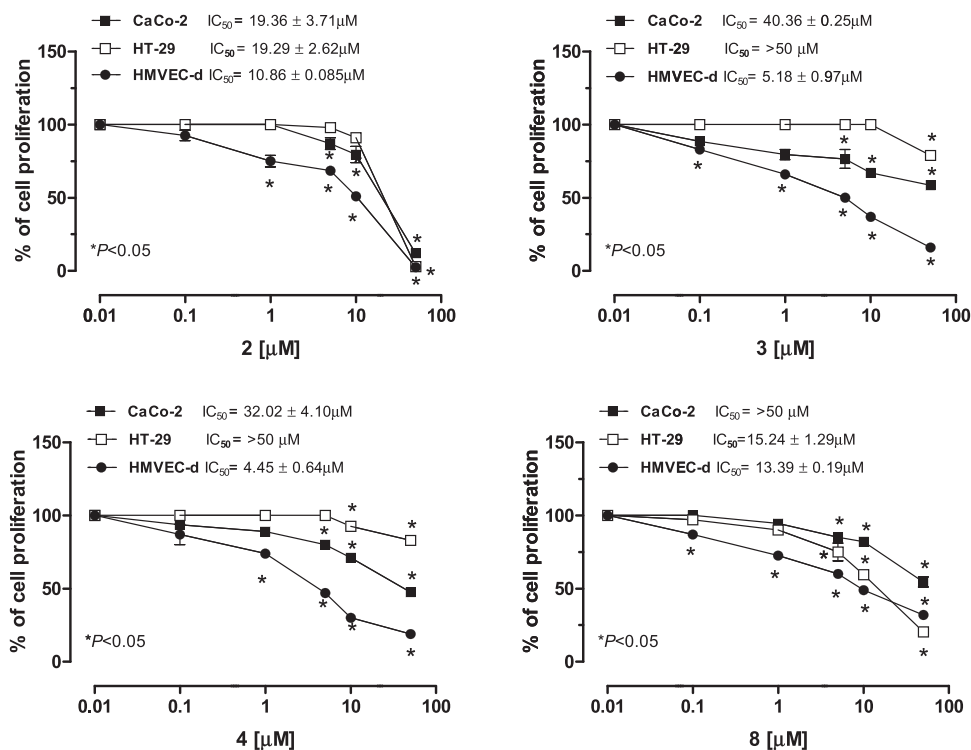 CaCo-2 IC50 = 19.36 ± 3.71µM
HT-29 IC50 = 19.29 ± 2.62µM
HMVEC-d IC50= 10.86 ± 0.085µM
150
100
50
0
% of cell proliferation
* * * * * * * * *
*P<0.05
0.01 0.1 1 10 100
2 [µM]
CaCo-2 IC50 = 40.36 ± 0.25µM
HT-29 IC50 = >50 µM
HMVEC-d IC50= 5.18 ± 0.97µM
150
100
50
0
% of cell proliferation
* * * * * * * * *
*P<0.05
0.01 0.1 1 10 100
3 [µM]
CaCo-2 IC50 = 32.02 ± 4.10µM
HT-29 IC50 = >50 µM
HMVEC-d IC50= 4.45 ± 0.64µM
150
100
50
0
% of cell proliferation
* * * * * * * * *
*P<0.05
0.01 0.1 1 10 100
4 [µM]
CaCo-2 IC50 = >50 µM
HT-29 IC50 =15.24 ± 1.29µM
HMVEC-d IC50= 13.39 ± 0.19µM
150
100
50
0
% of cell proliferation
* * * * * * * * * * *
*P<0.05
0.01 0.1 1 10 100
8 [µM]